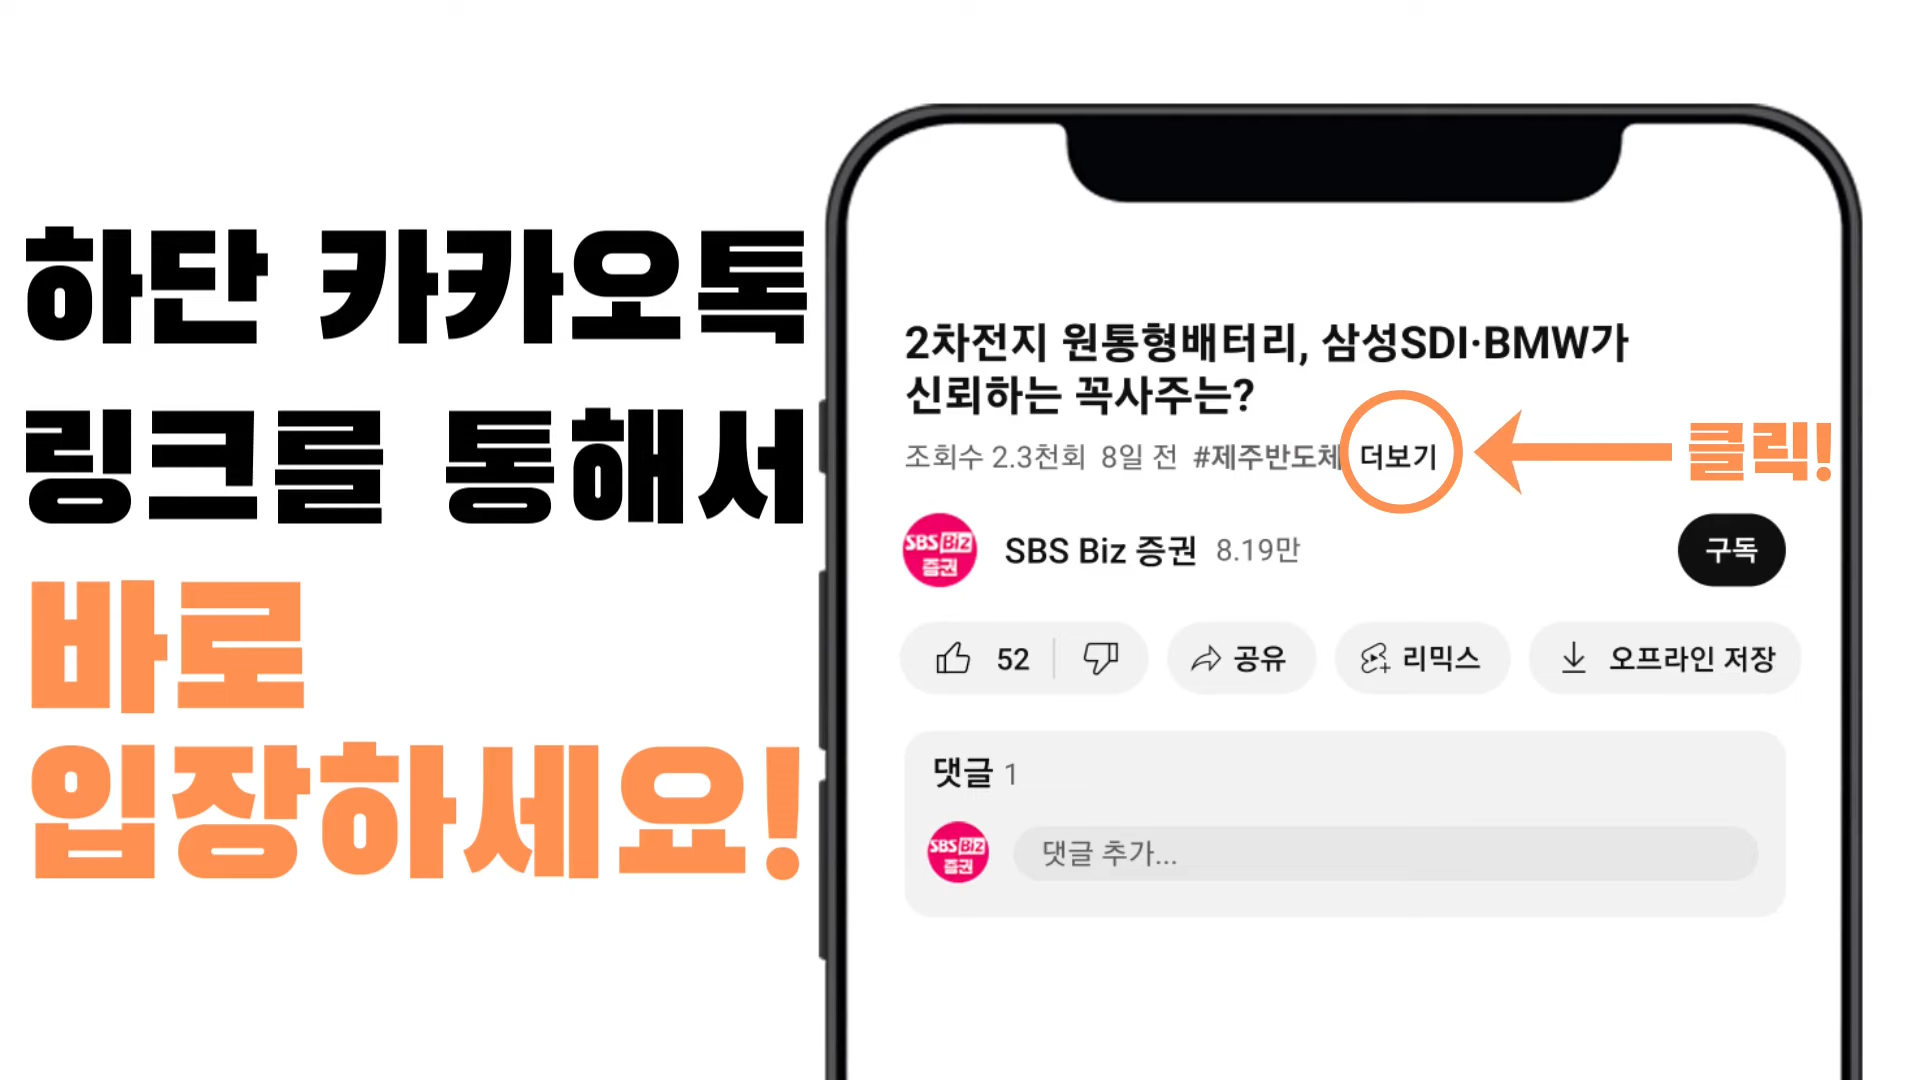 하단 카카오톡
링크를 통해서
바로
입장하세요!
2차전지 원통형배터리, 삼성SDI·BMW가
신뢰하는 꼭사주는?
조회수 2.3천회 8일 전 #제주반도체 더보기
클릭!
SBS Biz 증권
SBS Biz 증권 8.19만
구독
52
공유
리믹스
오프라인 저장
댓글 1
SBS Biz 증권
댓글 추가...